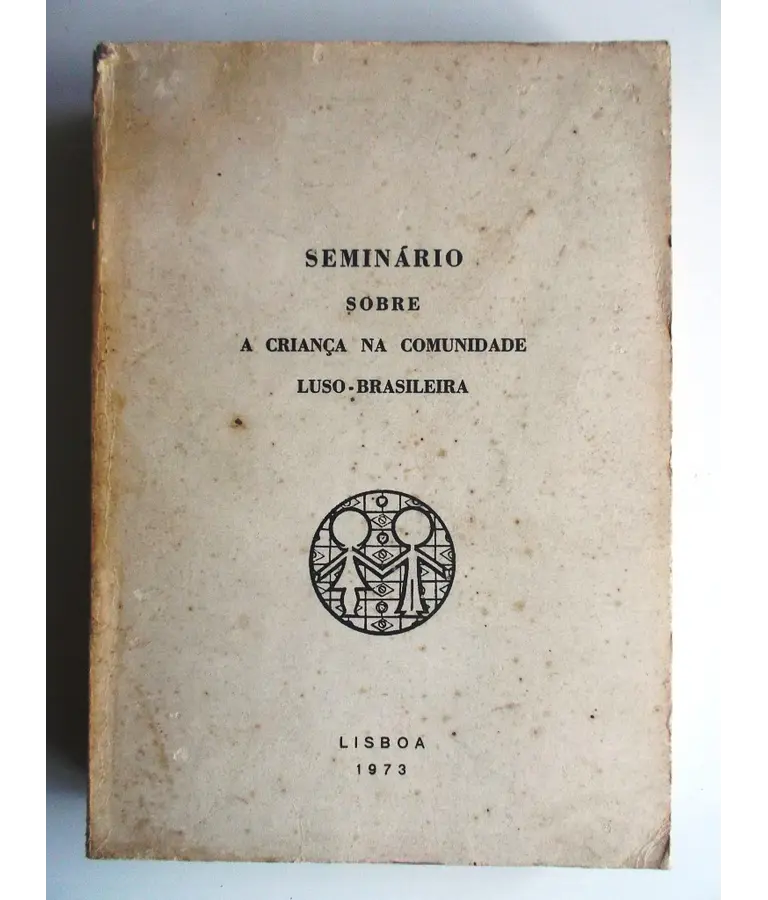 SEMINÁRIO
SOBRE
A CRIANÇA NA COMUNIDADE
LUSO-BRASILEIRA
LISBOA
1973